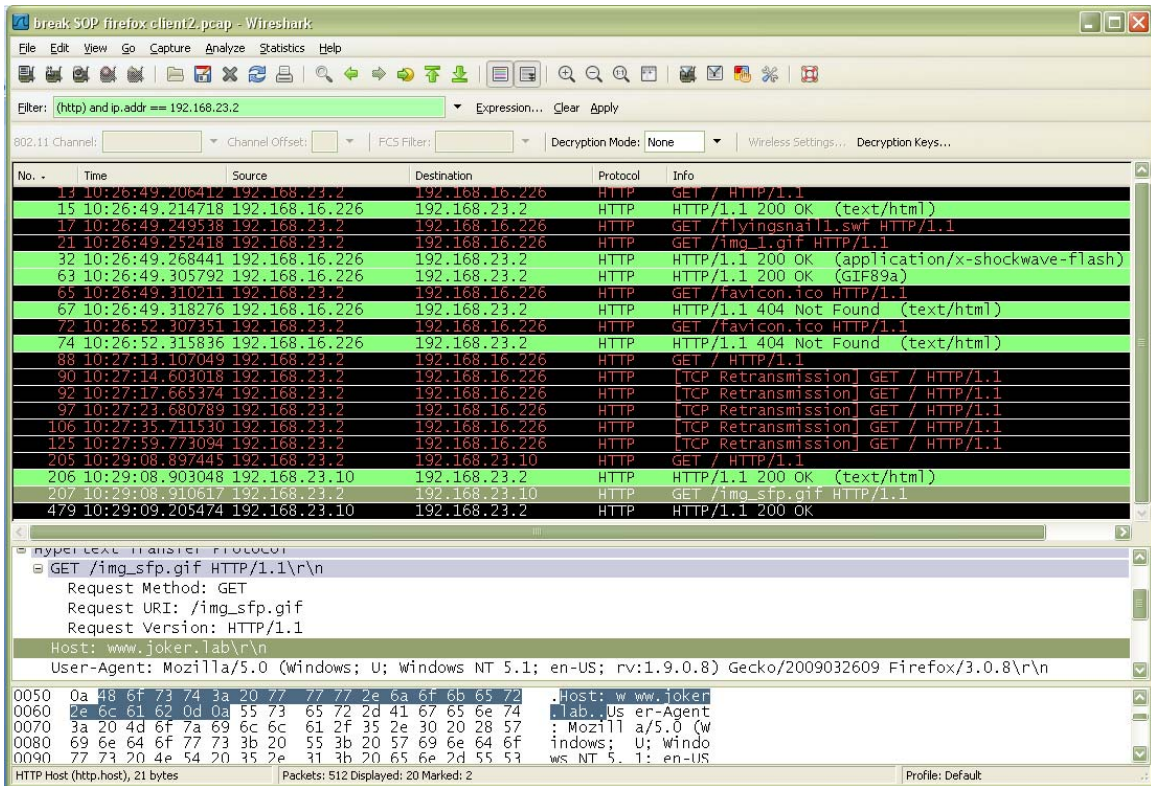 break SOP firefox client2.pcap - Wireshark
File Edit View Go Capture Analyze Statistics Help
Filter: (http) and ip.addr == 192.168.23.2 Expression... Clear Apply
802.11 Channel: Channel Offset: FCS Filter: Decryption Mode: None Wireless Settings... Decryption Keys...
No. . Time Source Destination Protocol Info
13 10:26:49.206412 192.168.23.2 192.168.16.226 HTTP GET / HTTP/1.1
15 10:26:49.214718 192.168.16.226 192.168.23.2 HTTP HTTP/1.1 200 OK (text/html)
17 10:26:49.249538 192.168.23.2 192.168.16.226 HTTP GET /flyingsnail1.swf HTTP/1.1
21 10:26:49.252418 192.168.23.2 192.168.16.226 HTTP GET /img_1.gif HTTP/1.1
32 10:26:49.268441 192.168.16.226 192.168.23.2 HTTP HTTP/1.1 200 OK (application/x-shockwave-flash)
63 10:26:49.305792 192.168.16.226 192.168.23.2 HTTP HTTP/1.1 200 OK (GIF89a)
65 10:26:49.310211 192.168.23.2 192.168.16.226 HTTP GET /favicon.ico HTTP/1.1
67 10:26:49.318276 192.168.16.226 192.168.23.2 HTTP HTTP/1.1 404 Not Found (text/html)
72 10:26:52.307351 192.168.23.2 192.168.16.226 HTTP GET /favicon.ico HTTP/1.1
74 10:26:52.315836 192.168.16.226 192.168.23.2 HTTP HTTP/1.1 404 Not Found (text/html)
88 10:27:13.107049 192.168.23.2 192.168.16.226 HTTP GET / HTTP/1.1
90 10:27:14.603018 192.168.23.2 192.168.16.226 HTTP [TCP Retransmission] GET / HTTP/1.1
92 10:27:17.665374 192.168.23.2 192.168.16.226 HTTP [TCP Retransmission] GET / HTTP/1.1
97 10:27:23.680789 192.168.23.2 192.168.16.226 HTTP [TCP Retransmission] GET / HTTP/1.1
106 10:27:35.711530 192.168.23.2 192.168.16.226 HTTP [TCP Retransmission] GET / HTTP/1.1
125 10:27:59.773094 192.168.23.2 192.168.16.226 HTTP [TCP Retransmission] GET / HTTP/1.1
205 10:29:08.897445 192.168.23.2 192.168.23.10 HTTP GET / HTTP/1.1
206 10:29:08.903048 192.168.23.10 192.168.23.2 HTTP HTTP/1.1 200 OK (text/html)
207 10:29:08.910617 192.168.23.2 192.168.23.10 HTTP GET /img_sfp.gif HTTP/1.1
479 10:29:09.205474 192.168.23.10 192.168.23.2 HTTP HTTP/1.1 200 OK
Hypertext Transfer Protocol
GET /img_sfp.gif HTTP/1.1\r\n
Request Method: GET
Request URI: /img_sfp.gif
Request Version: HTTP/1.1
Host: www.joker.lab\r\n
User-Agent: Mozilla/5.0 (Windows; U; Windows NT 5.1; en-US; rv:1.9.0.8) Gecko/2009032609 Firefox/3.0.8\r\n
0050 0a 48 6f 73 74 3a 20 77 77 77 2e 6a 6f 6b 65 72 .Host: w ww.joker
0060 2e 6c 61 62 0d 0a 55 73 65 72 2d 41 67 65 6e 74 .lab..Us er-Agent
0070 3a 20 4d 6f 7a 69 6c 6c 61 2f 35 2e 30 20 28 57 : Mozill a/5.0 (W
0080 69 6e 64 6f 77 73 3b 20 55 3b 20 57 69 6e 64 6f indows; U; Windo
0090 77 73 20 4e 54 20 35 2e 31 3b 20 65 6e 2d 55 53 ws NT 5. 1; en-US
HTTP Host (http.host), 21 bytes Packets: 512 Displayed: 20 Marked: 2 Profile: Default